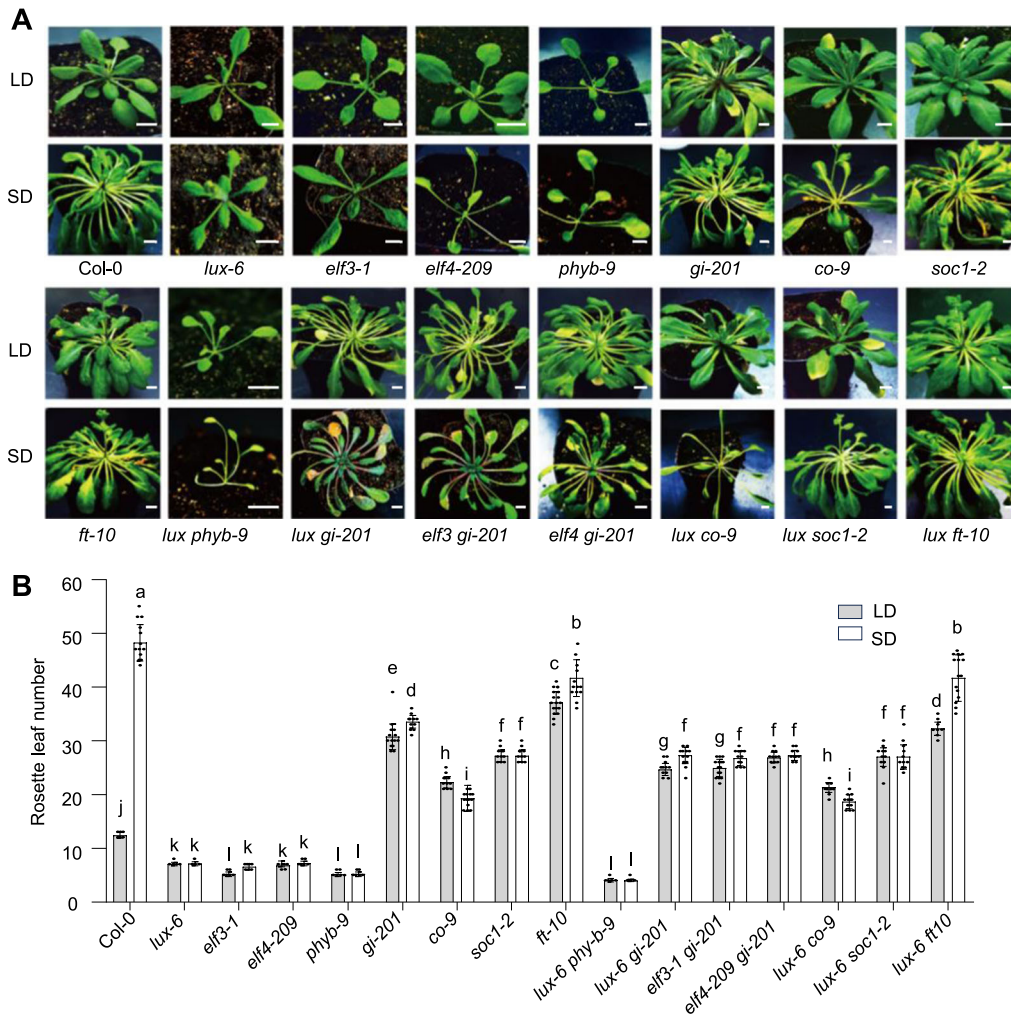 A
LD
SD
Col-0 lux-6 elf3-1 elf4-209 phyb-9 gi-201 co-9 soc1-2
LD
SD
ft-10 lux phyb-9 lux gi-201 elf3 gi-201 elf4 gi-201 lux co-9 lux soc1-2 lux ft-10
B
Rosette leaf number
60
50
40
30
20
10
0
LD
SD
j a
k k
l k
k k
l l
e d
h i
f f
c b
l l
g f
g f
f f
h i
f f
d b
Col-0
lux-6
elf3-1
elf4-209
phyb-9
gi-201
co-9
soc1-2
ft-10
lux-6 phy-b-9
lux-6 gi-201
elf3-1 gi-201
elf4-209 gi-201
lux-6 co-9
lux-6 soc1-2
lux-6 ft10